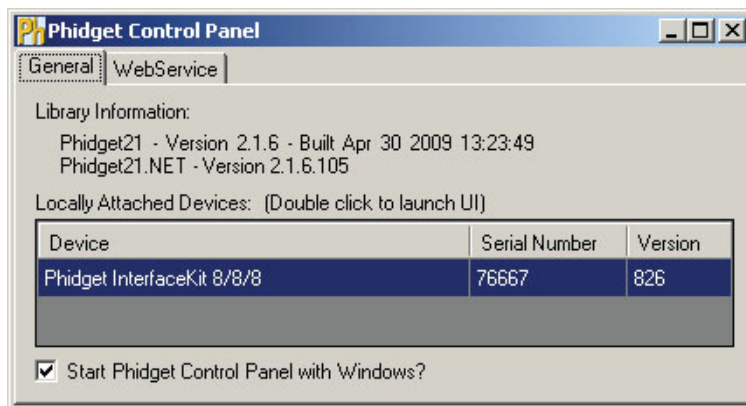 Ph Phidget Control Panel
General WebService
Library Information:
Phidget21 - Version 2.1.6 - Built Apr 30 2009 13:23:49
Phidget21.NET - Version 2.1.6.105
Locally Attached Devices: (Double click to launch UI)
Device Serial Number Version
Phidget InterfaceKit 8/8/8 76667 826
Start Phidget Control Panel with Windows?